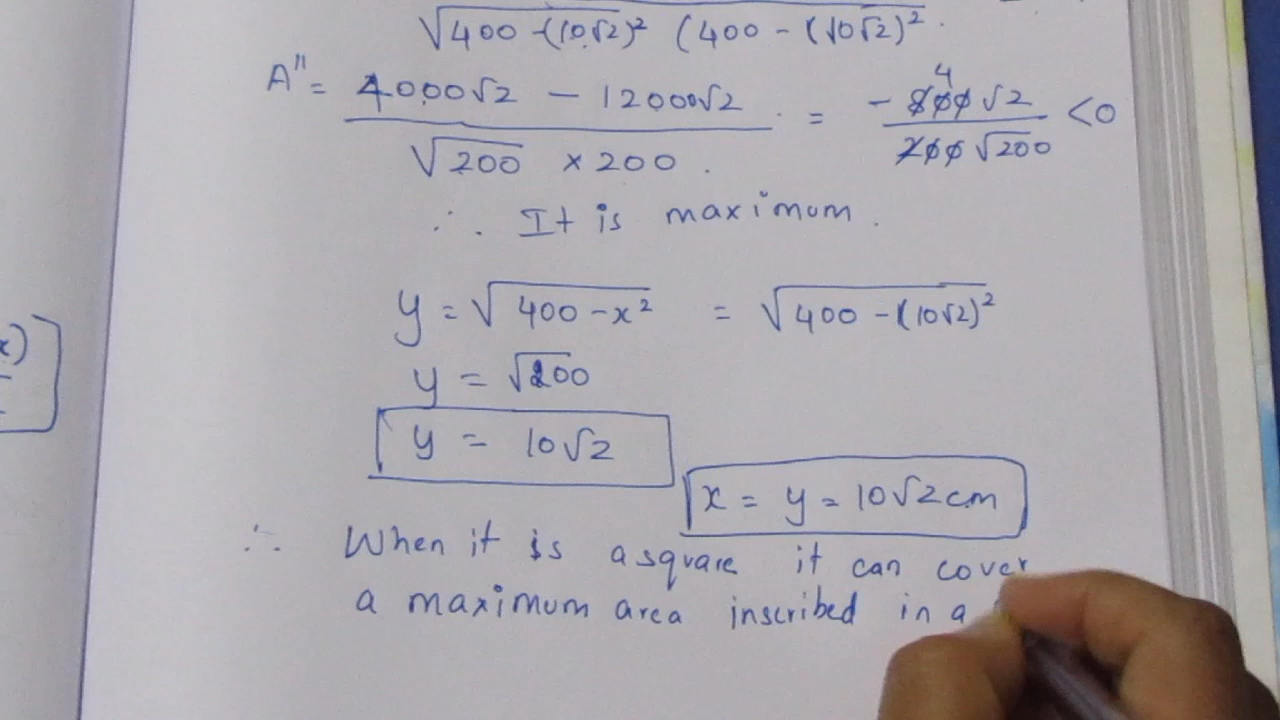 √400 - (10√2)² (400 - (10√2)²
A'' = 4000√2 - 12000√2 / √200 × 200 . = - 800√2 / 200√200 < 0
4
∴ It is maximum.
y = √400 - x² = √400 - (10√2)²
y = √200
y = 10√2
x = y = 10√2 cm
∴ When it is a square it can cover
a maximum area inscribed in a
x)